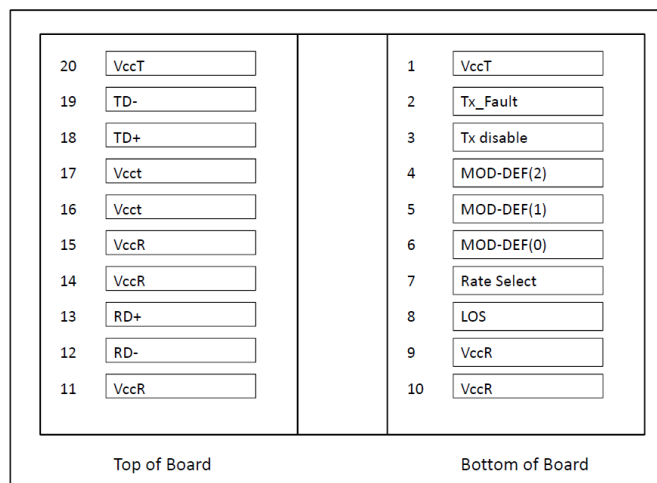 20 VccT
19 TD-
18 TD+
17 Vcct
16 Vcct
15 VccR
14 VccR
13 RD+
12 RD-
11 VccR
Top of Board
1 VccT
2 Tx_Fault
3 Tx disable
4 MOD-DEF(2)
5 MOD-DEF(1)
6 MOD-DEF(0)
7 Rate Select
8 LOS
9 VccR
10 VccR
Bottom of Board